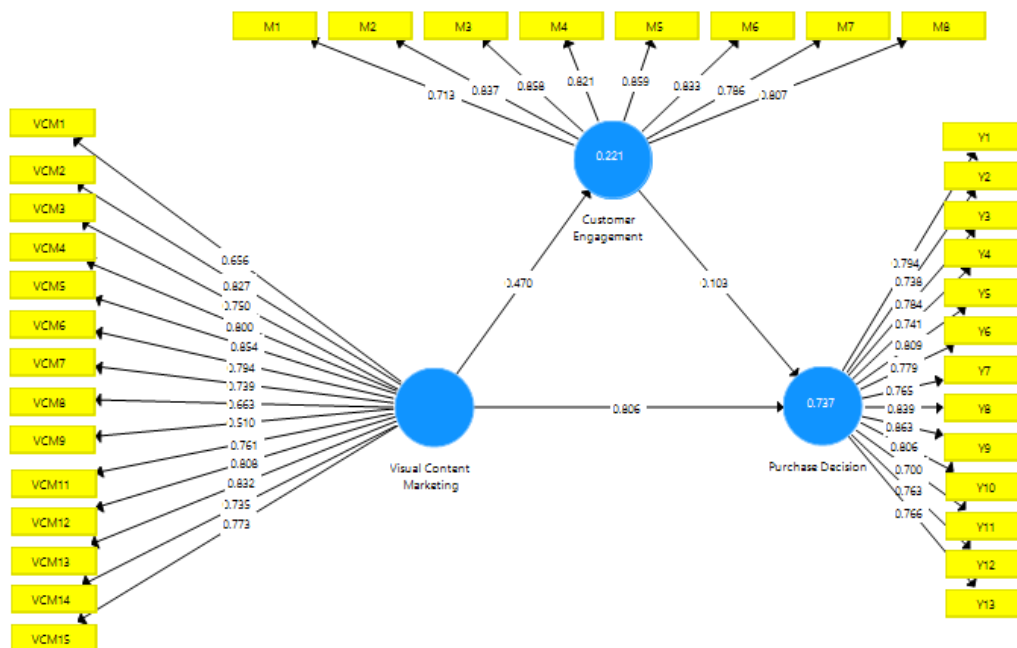 M1
M2
M3
M4
M5
M6
M7
M8
0.713
0.837
0.858
0.821
0.859
0.833
0.786
0.807
VCM1
VCM2
VCM3
VCM4
VCM5
VCM6
VCM7
VCM8
VCM9
VCM11
VCM12
VCM13
VCM14
VCM15
0.656
0.827
0.750
0.800
0.854
0.794
0.739
0.663
0.510
0.761
0.808
0.832
0.735
0.773
0.221
Customer
Engagement
0.470
0.103
0.806
Visual Content
Marketing
0.737
Purchase Decision
0.794
0.738
0.784
0.741
0.809
0.779
0.765
0.839
0.863
0.806
0.700
0.763
0.766
Y1
Y2
Y3
Y4
Y5
Y6
Y7
Y8
Y9
Y10
Y11
Y12
Y13